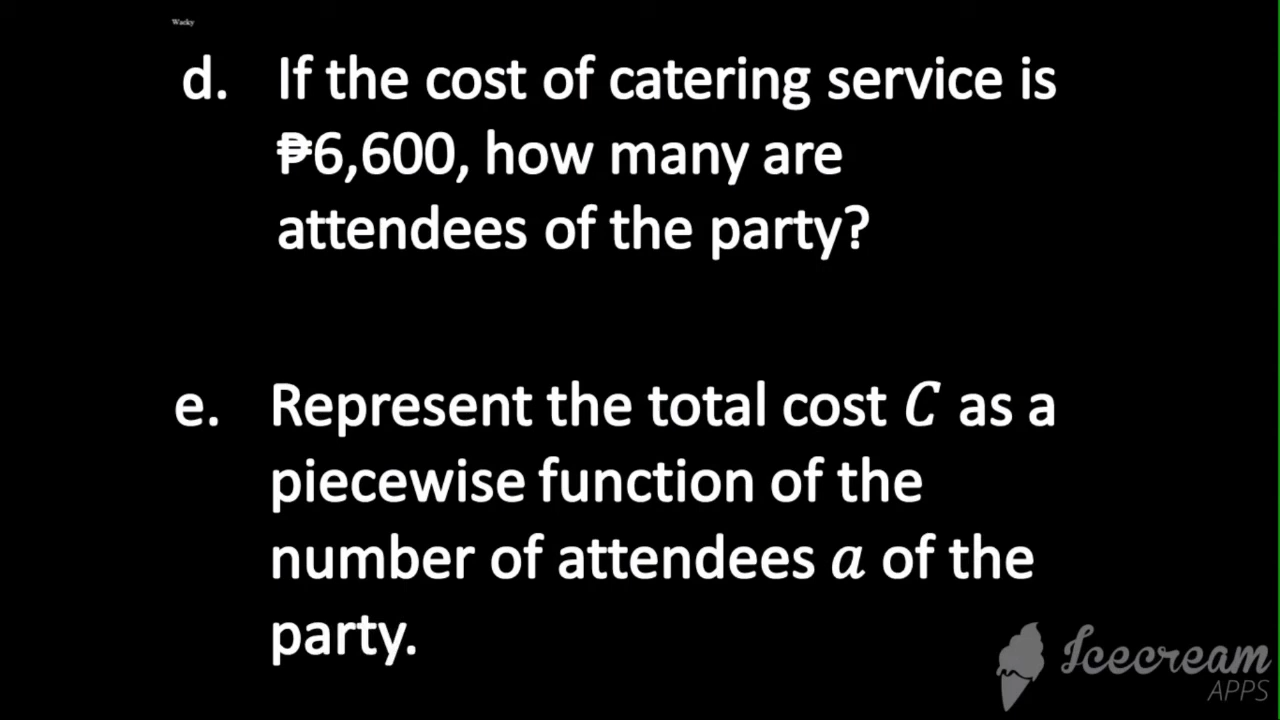 Wacky
d. If the cost of catering service is
₱6,600, how many are
attendees of the party?
e. Represent the total cost C as a
piecewise function of the
number of attendees a of the
party.
Icecream
APPS